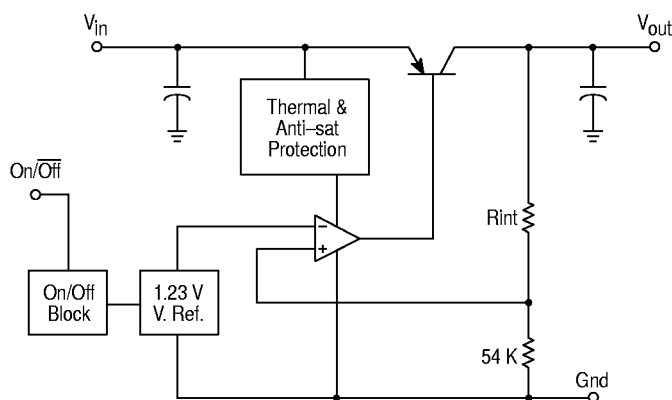 Vin
Vout
Thermal &
Anti–sat
Protection
On/Off
Rint
On/Off
Block
1.23 V
V. Ref.
54 K
Gnd